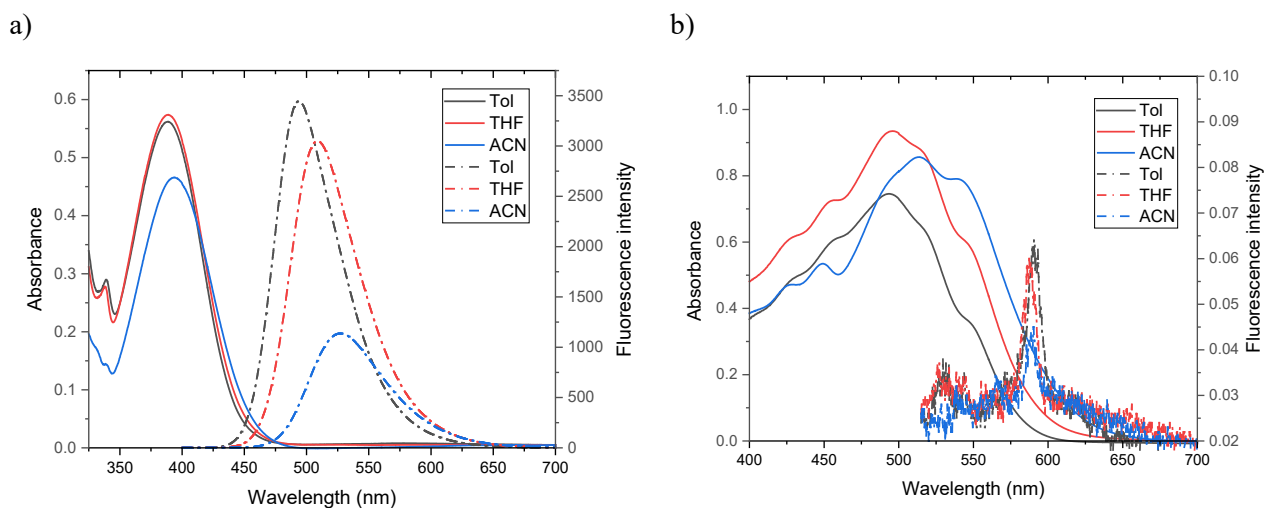 a)
b)
0.6
0.5
0.4
0.3
0.2
0.1
0.0
Absorbance
3500
3000
2500
2000
1500
1000
500
0
Fluorescence intensity
Tol
THF
ACN
Tol
THF
ACN
350 400 450 500 550 600 650 700
Wavelength (nm)
1.0
0.8
0.6
0.4
0.2
0.0
Absorbance
0.10
0.09
0.08
0.07
0.06
0.05
0.04
0.03
0.02
Fluorescence intensity
Tol
THF
ACN
Tol
THF
ACN
400 450 500 550 600 650 700
Wavelength (nm)